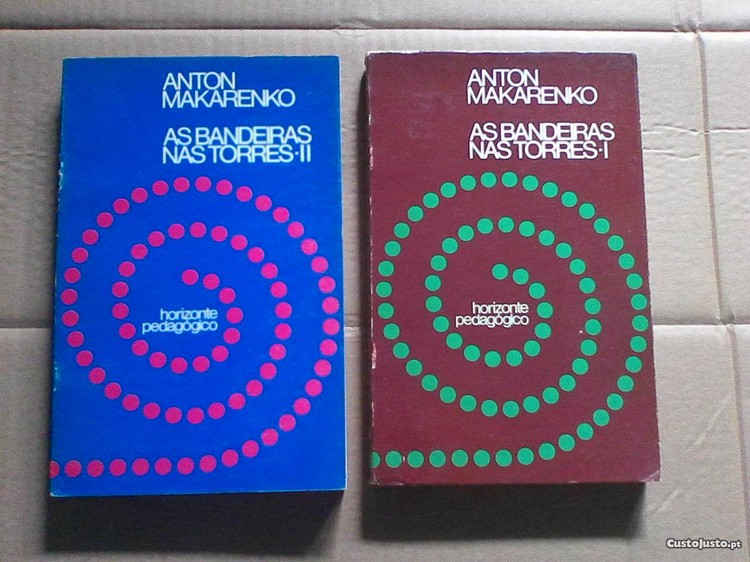 ANTON
MAKARENKO
AS BANDEIRAS
NAS TORRES·II
horizonte
pedagógico
ANTON
MAKARENKO
AS BANDEIRAS
NAS TORRES·I
horizonte
pedagógico
CustoJusto.pt